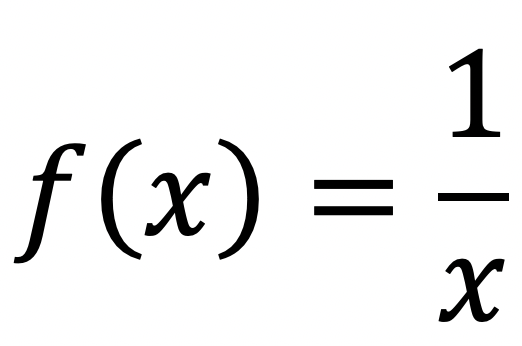 f(x) = 1/x